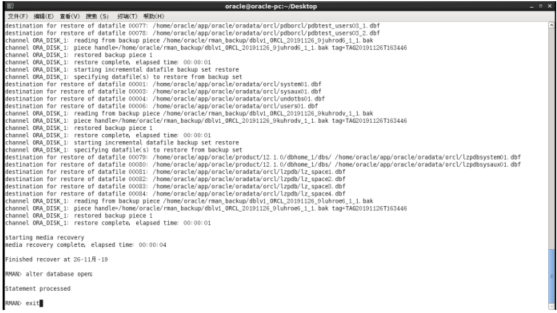 oracle@oracle-pc:~/Desktop
文件(F) 编辑(E) 查看(V) 搜索 (S) 终端(T) 帮助(H)
destination for restore of datafile 00077: /home/oracle/app/oracle/oradata/orcl/pdborcl/pdbtest_users03_1.dbf
destination for restore of datafile 00078: /home/oracle/app/oracle/oradata/orcl/pdborcl/pdbtest_users03_2.dbf
channel ORA_DISK_1: reading from backup piece /home/oracle/rman_backup/dblvl_ORCL_20191126_9juhrod6_1_1.bak
channel ORA_DISK_1: piece handle=/home/oracle/rman_backup/dblvl_ORCL_20191126_9juhrod6_1_1.bak tag=TAG20191126T163446
channel ORA_DISK_1: restored backup piece 1
channel ORA_DISK_1: restore complete, elapsed time: 00:00:01
channel ORA_DISK_1: starting incremental datafile backup set restore
channel ORA_DISK_1: specifying datafile(s) to restore from backup set
destination for restore of datafile 00001: /home/oracle/app/oracle/oradata/orcl/system01.dbf
destination for restore of datafile 00003: /home/oracle/app/oracle/oradata/orcl/sysaux01.dbf
destination for restore of datafile 00004: /home/oracle/app/oracle/oradata/orcl/undotbs01.dbf
destination for restore of datafile 00006: /home/oracle/app/oracle/oradata/orcl/users01.dbf
channel ORA_DISK_1: reading from backup piece /home/oracle/rman_backup/dblvl_ORCL_20191126_9kuhrodv_1_1.bak
channel ORA_DISK_1: piece handle=/home/oracle/rman_backup/dblvl_ORCL_20191126_9kuhrodv_1_1.bak tag=TAG20191126T163446
channel ORA_DISK_1: restored backup piece 1
channel ORA_DISK_1: restore complete, elapsed time: 00:00:01
channel ORA_DISK_1: starting incremental datafile backup set restore
channel ORA_DISK_1: specifying datafile(s) to restore from backup set
destination for restore of datafile 00079: /home/oracle/app/oracle/product/12.1.0/dbhome_1/dbs/ /home/oracle/app/oracle/oradata/orcl/lzpdbsystem01.dbf
destination for restore of datafile 00080: /home/oracle/app/oracle/product/12.1.0/dbhome_1/dbs/ /home/oracle/app/oracle/oradata/orcl/lzpdbsysaux01.dbf
destination for restore of datafile 00081: /home/oracle/app/oracle/oradata/orcl/lzpdb/lz_space1.dbf
destination for restore of datafile 00082: /home/oracle/app/oracle/oradata/orcl/lzpdb/lz_space2.dbf
destination for restore of datafile 00083: /home/oracle/app/oracle/oradata/orcl/lzpdb/lz_space3.dbf
destination for restore of datafile 00084: /home/oracle/app/oracle/oradata/orcl/lzpdb/lz_space4.dbf
channel ORA_DISK_1: reading from backup piece /home/oracle/rman_backup/dblvl_ORCL_20191126_9luhroe6_1_1.bak
channel ORA_DISK_1: piece handle=/home/oracle/rman_backup/dblvl_ORCL_20191126_9luhroe6_1_1.bak tag=TAG20191126T163446
channel ORA_DISK_1: restored backup piece 1
channel ORA_DISK_1: restore complete, elapsed time: 00:00:01
starting media recovery
media recovery complete, elapsed time: 00:00:04
Finished recover at 26-11月-19
RMAN> alter database open;
Statement processed
RMAN> exit